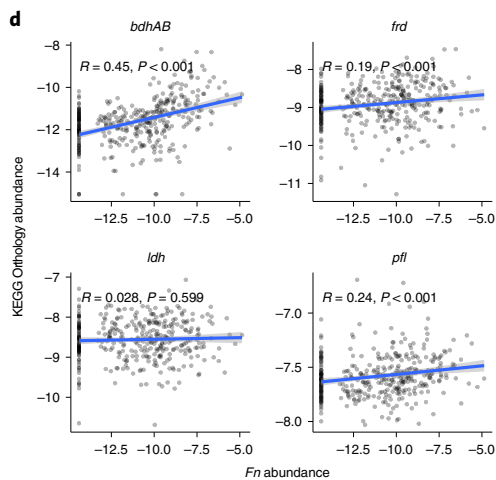 d
bdhAB
frd
−8
−10
−12
−14
R = 0.45, P < 0.001
−12.5 −10.0 −7.5 −5.0
−8
−9
−10
−11
R = 0.19, P < 0.001
−12.5 −10.0 −7.5 −5.0
KEGG Orthology abundance
ldh
pfl
−7
−8
−9
−10
R = 0.028, P = 0.599
−12.5 −10.0 −7.5 −5.0
−7.0
−7.5
−8.0
R = 0.24, P < 0.001
−12.5 −10.0 −7.5 −5.0
Fn abundance